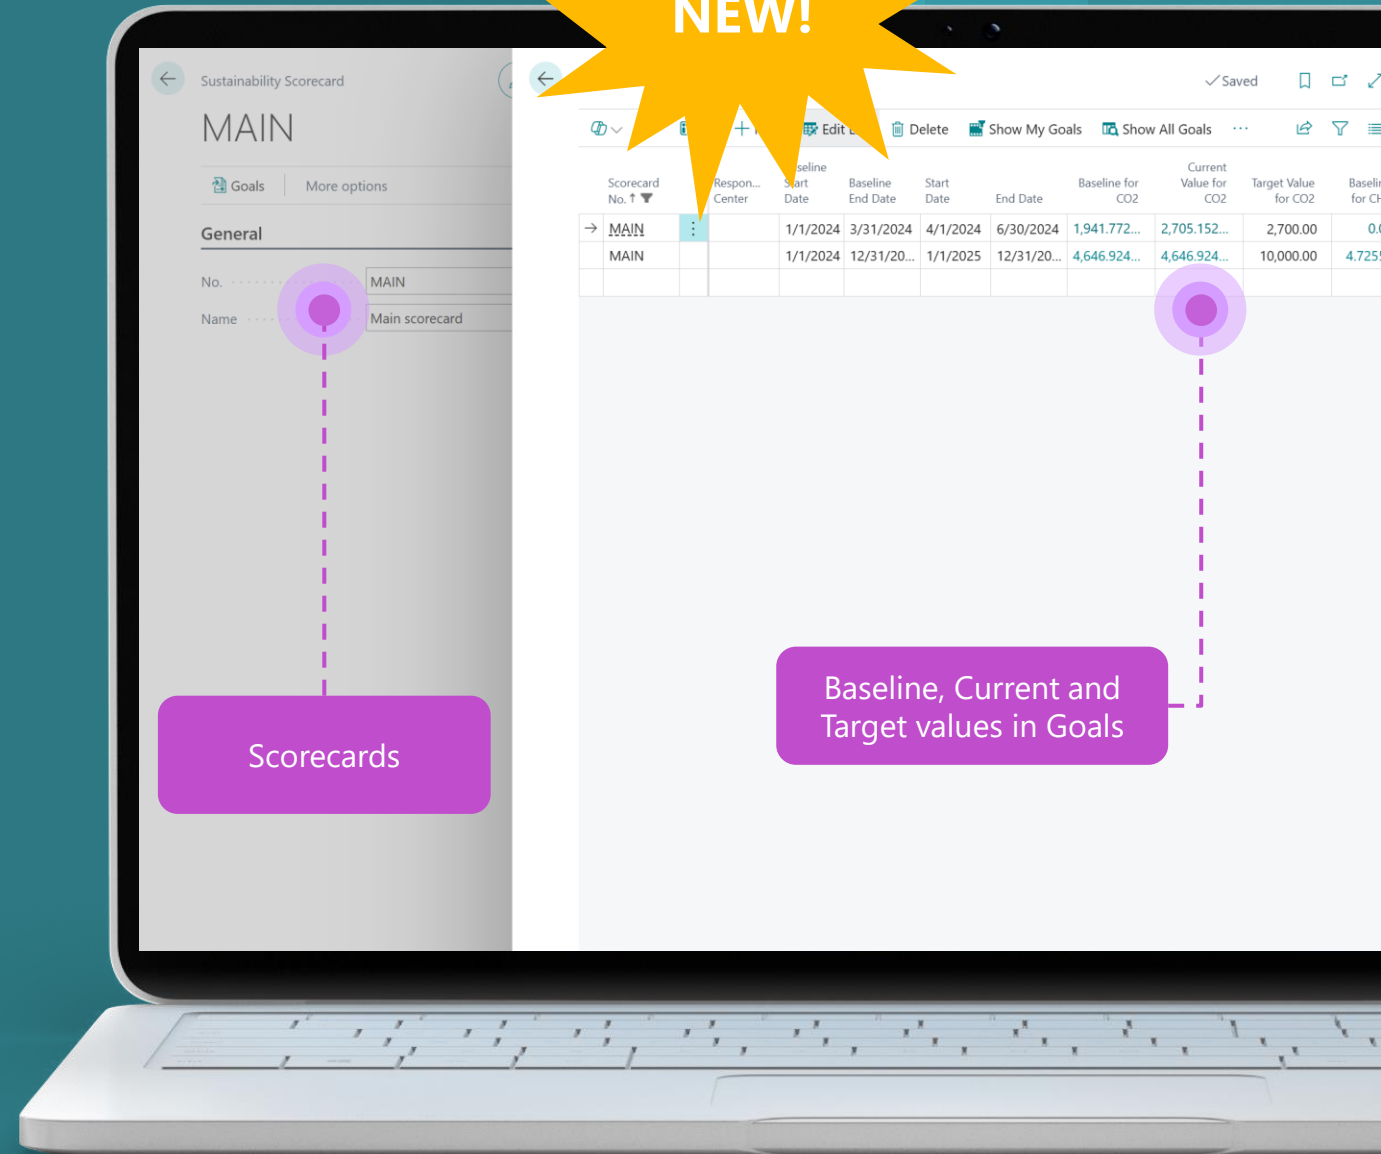 NEW!
Sustainability Scorecard
MAIN
Goals
More options
General
No.
MAIN
Name
Main scorecard
Saved
Edit
Delete
Show My Goals
Show All Goals
Scorecard
No.
Respon...
Center
Start
Date
Baseline
End Date
Start
Date
End Date
Baseline for
CO2
Current
Value for
CO2
Target Value
for CO2
for
MAIN
1/1/2024
3/31/2024
4/1/2024
6/30/2024
1,941.772...
2,705.152...
2,700.00
MAIN
1/1/2024
12/31/20...
1/1/2025
12/31/20...
4,646.924...
4,646.924...
10,000.00
Scorecards
Baseline, Current and
Target values in Goals